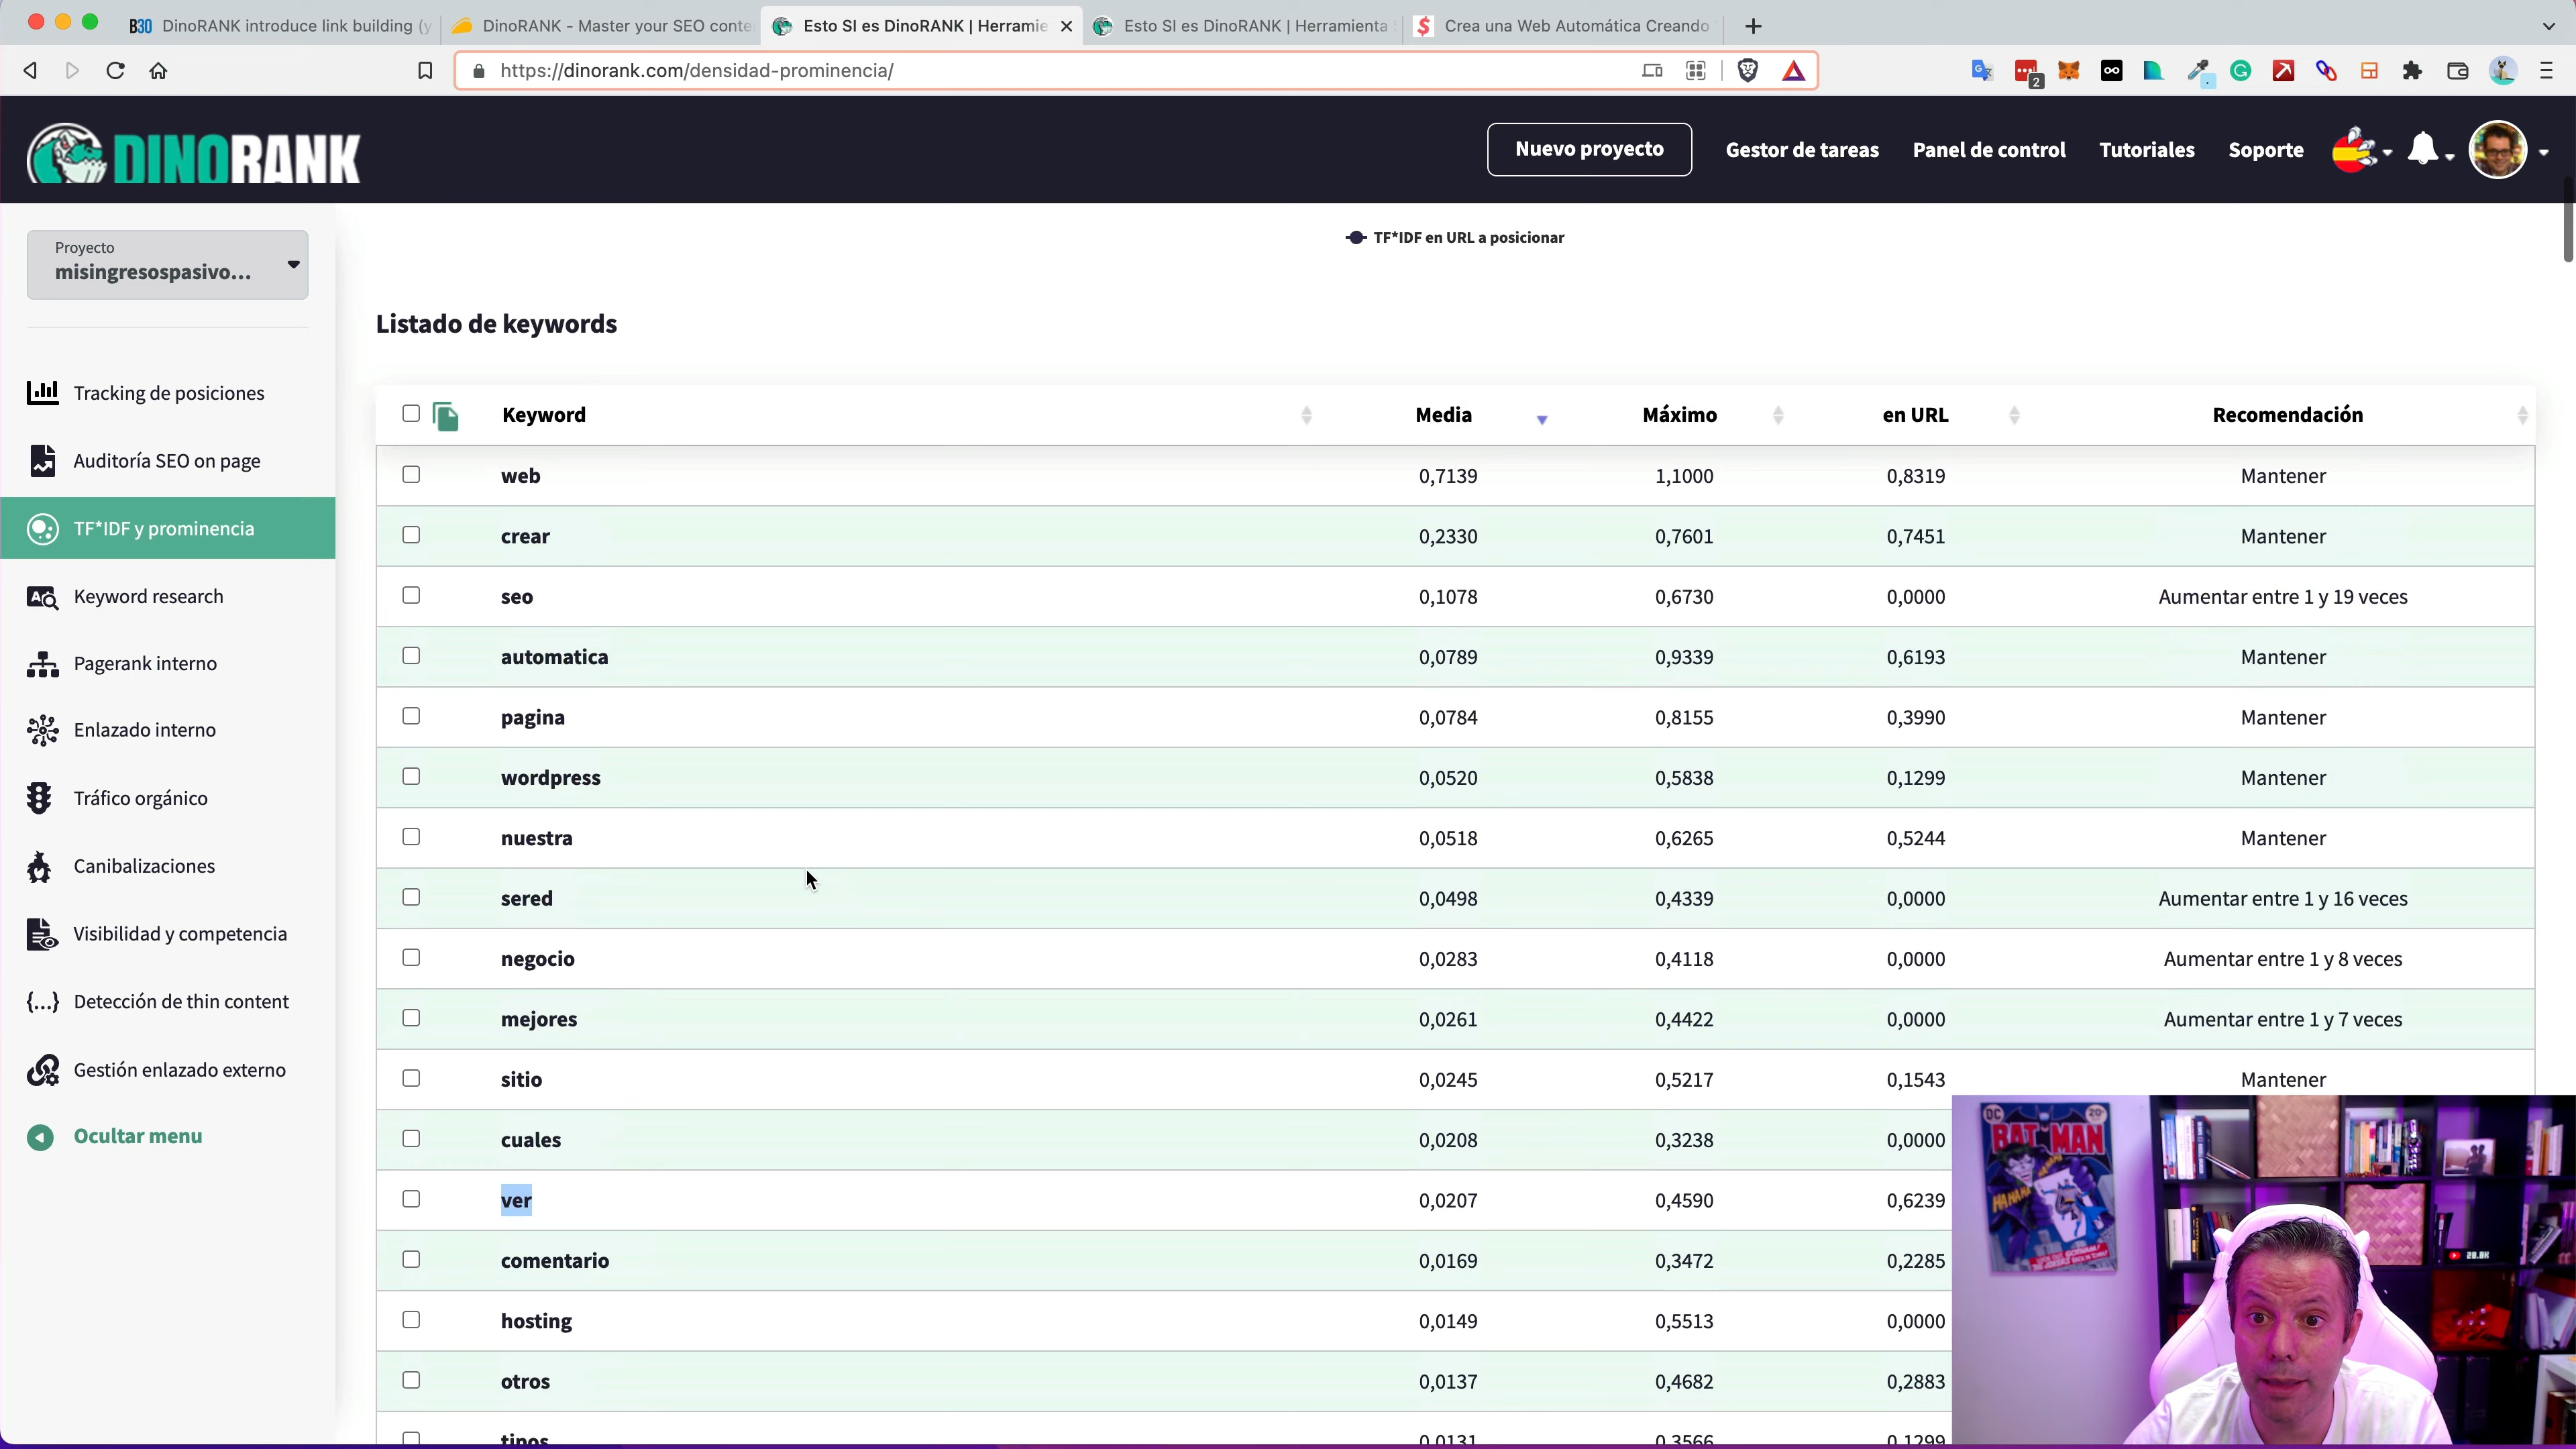 B30 DinoRANK introduce link building (y
DinoRANK - Master your SEO conte
Esto SI es DinoRANK | Herramie
Esto SI es DinoRANK | Herramienta
Crea una Web Automática Creando
https://dinorank.com/densidad-prominencia/
2
DINORANK
Nuevo proyecto
Gestor de tareas
Panel de control
Tutoriales
Soporte
Proyecto
misingresospasivo...
Tracking de posiciones
Auditoría SEO on page
TF*IDF y prominencia
Keyword research
Pagerank interno
Enlazado interno
Tráfico orgánico
Canibalizaciones
Visibilidad y competencia
Detección de thin content
Gestión enlazado externo
Ocultar menu
TF*IDF en URL a posicionar
Listado de keywords
Keyword Media Máximo en URL Recomendación
web 0,7139 1,1000 0,8319 Mantener
crear 0,2330 0,7601 0,7451 Mantener
seo 0,1078 0,6730 0,0000 Aumentar entre 1 y 19 veces
automatica 0,0789 0,9339 0,6193 Mantener
pagina 0,0784 0,8155 0,3990 Mantener
wordpress 0,0520 0,5838 0,1299 Mantener
nuestra 0,0518 0,6265 0,5244 Mantener
sered 0,0498 0,4339 0,0000 Aumentar entre 1 y 16 veces
negocio 0,0283 0,4118 0,0000 Aumentar entre 1 y 8 veces
mejores 0,0261 0,4422 0,0000 Aumentar entre 1 y 7 veces
sitio 0,0245 0,5217 0,1543 Mantener
cuales 0,0208 0,3238 0,0000
ver 0,0207 0,4590 0,6239
comentario 0,0169 0,3472 0,2285
hosting 0,0149 0,5513 0,0000
otros 0,0137 0,4682 0,2883
tipos 0,0131 0,3566 0,1299
DC
20¢
BATMAN